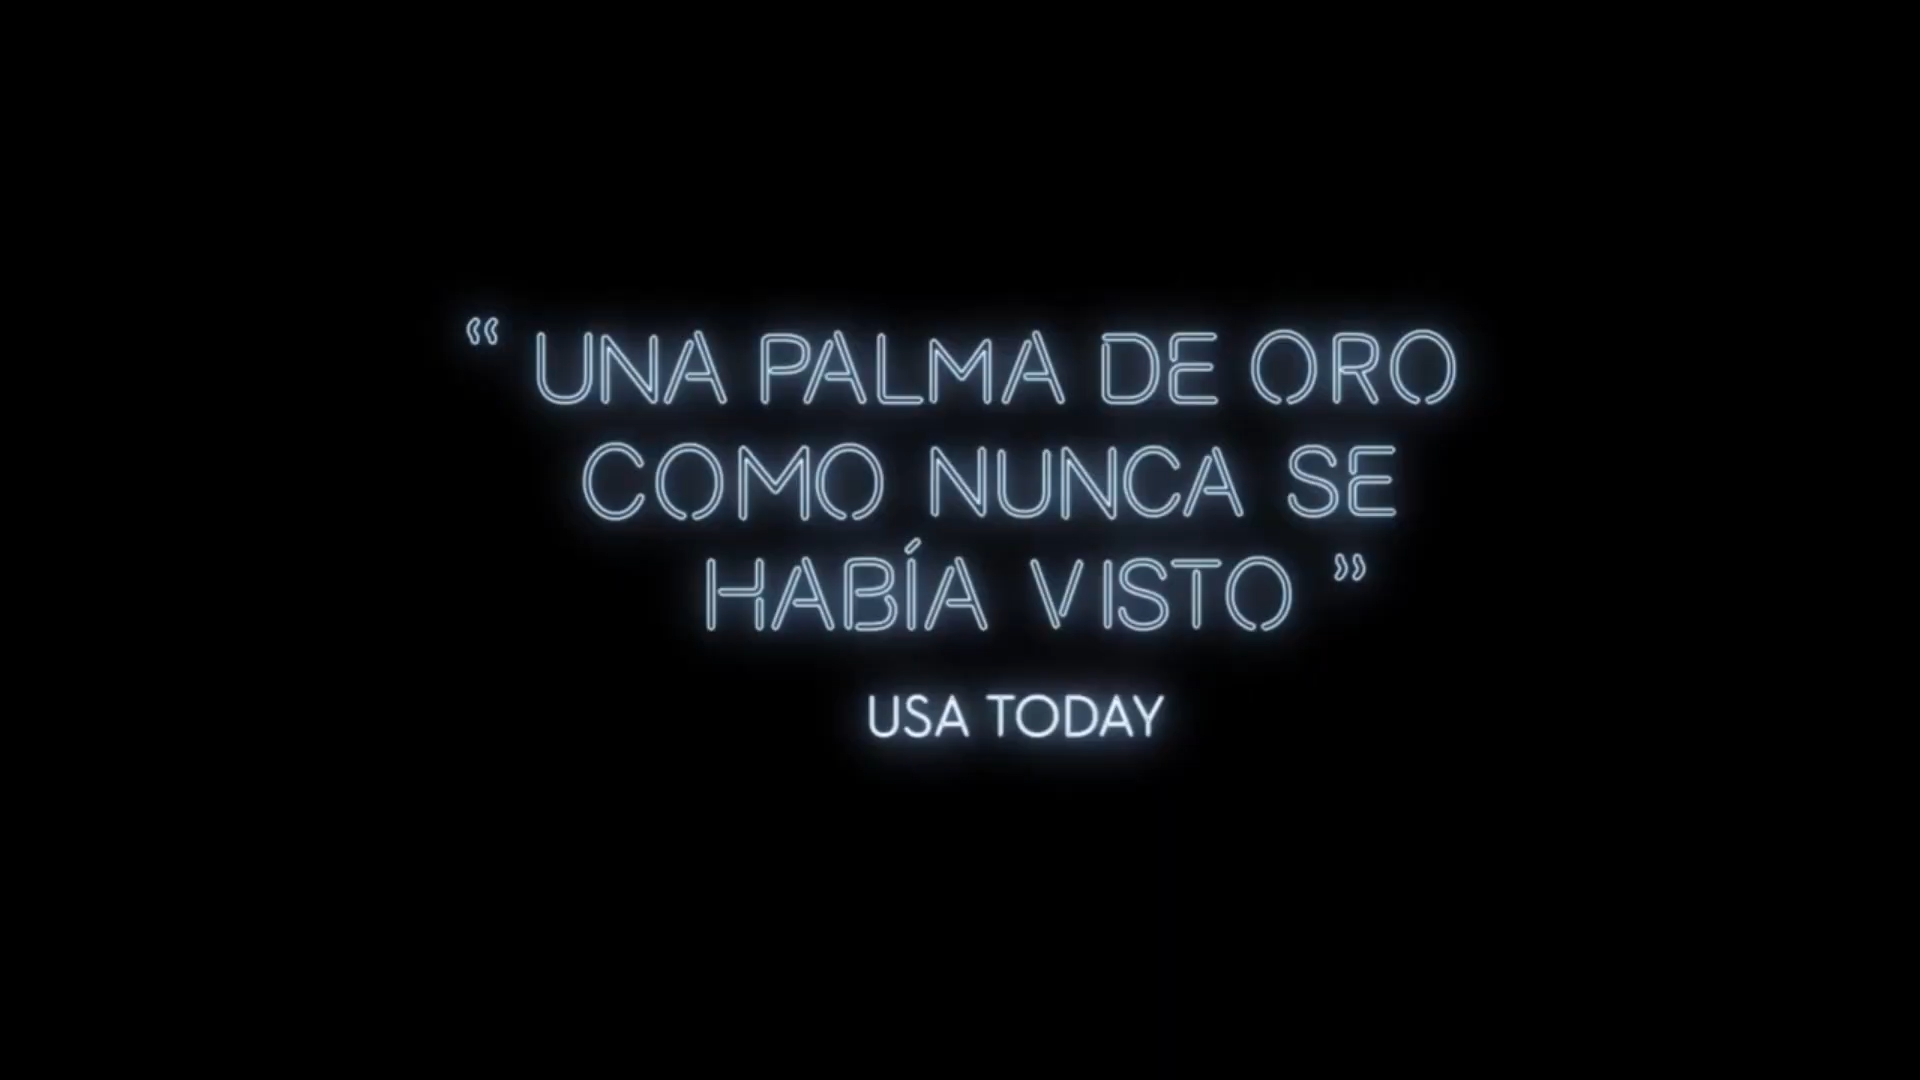 “ UNA PALMA DE ORO
COMO NUNCA SE
HABÍA VISTO ”
USA TODAY